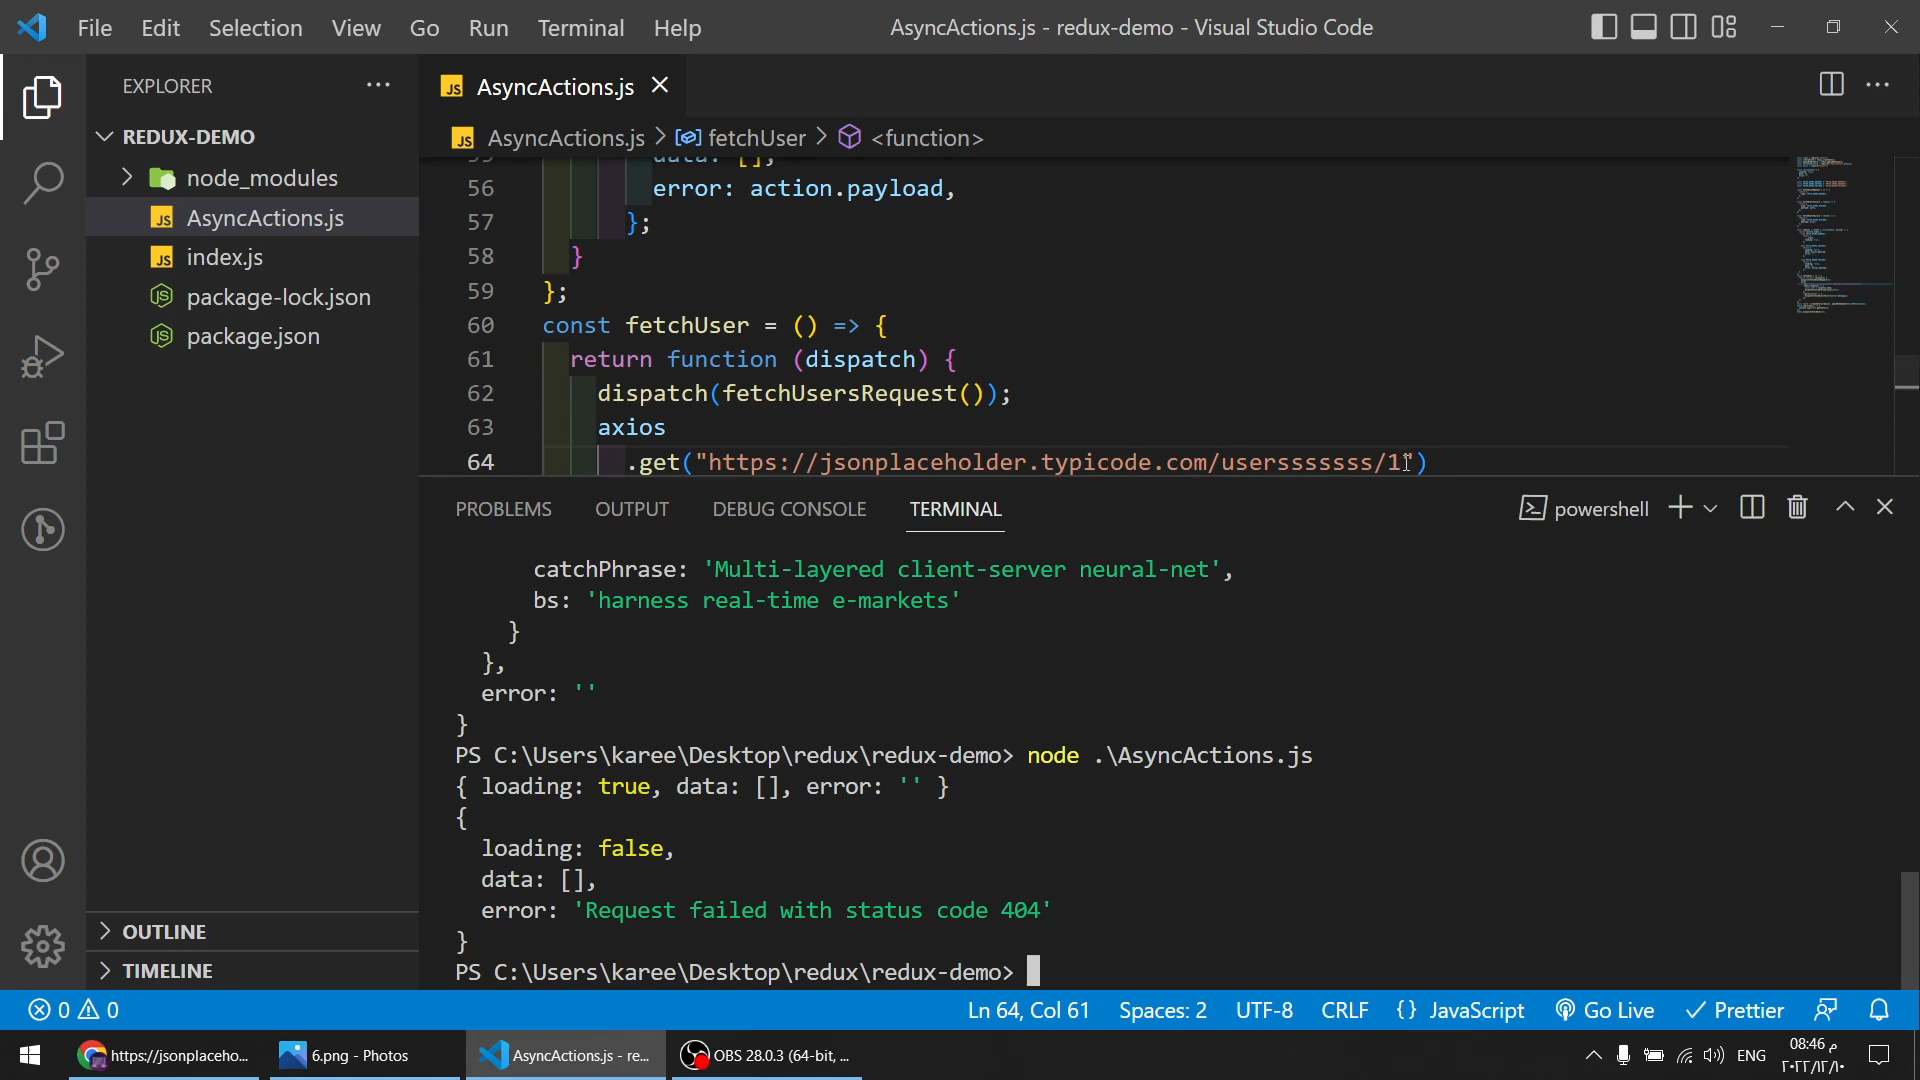 File Edit Selection View Go Run Terminal Help
AsyncActions.js - redux-demo - Visual Studio Code
EXPLORER
REDUX-DEMO
node_modules
AsyncActions.js
index.js
package-lock.json
package.json
OUTLINE
TIMELINE
AsyncActions.js
AsyncActions.js > fetchUser > <function>
data: [],
56 error: action.payload,
57 };
58 }
59 };
60 const fetchUser = () => {
61 return function (dispatch) {
62 dispatch(fetchUsersRequest());
63 axios
64 .get("https://jsonplaceholder.typicode.com/usersssssss/1")
PROBLEMS OUTPUT DEBUG CONSOLE TERMINAL
powershell
catchPhrase: 'Multi-layered client-server neural-net',
bs: 'harness real-time e-markets'
}
},
error: ''
}
PS C:\Users\karee\Desktop\redux\redux-demo> node .\AsyncActions.js
{ loading: true, data: [], error: '' }
{
loading: false,
data: [],
error: 'Request failed with status code 404'
}
PS C:\Users\karee\Desktop\redux\redux-demo>
0 0
Ln 64, Col 61 Spaces: 2 UTF-8 CRLF {} JavaScript Go Live Prettier
https://jsonplaceho...
6.png - Photos
AsyncActions.js - re...
OBS 28.0.3 (64-bit, ...
ENG
08:46 م